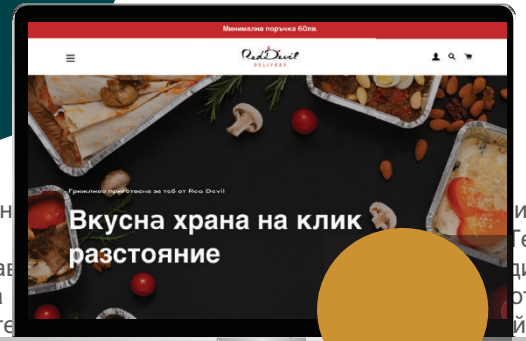 Минимална поръчка 60лв.
Red Devil
DELIVERY
Грижливо приготвена за теб от Red Devil
Вкусна храна на клик
разстояние